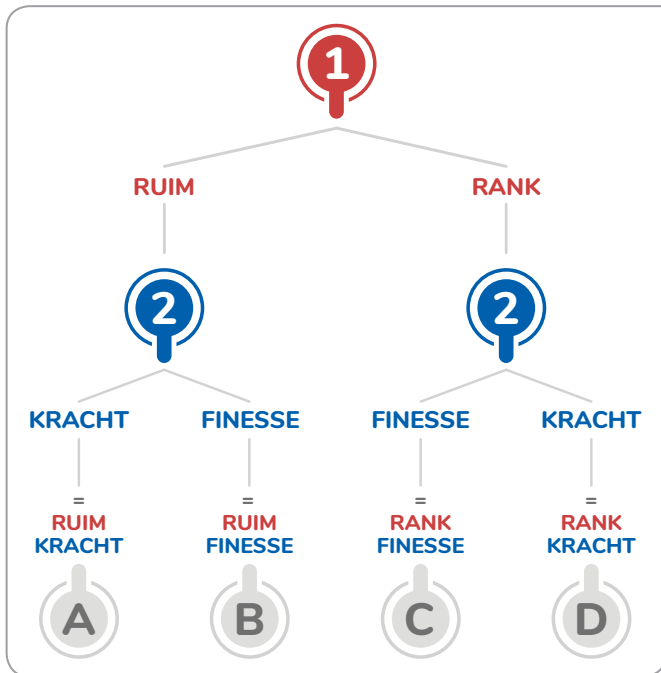 1
RUIM RANK
2 2
KRACHT FINESSE FINESSE KRACHT
= = = =
RUIM RUIM RANK RANK
KRACHT FINESSE FINESSE KRACHT
A B C D